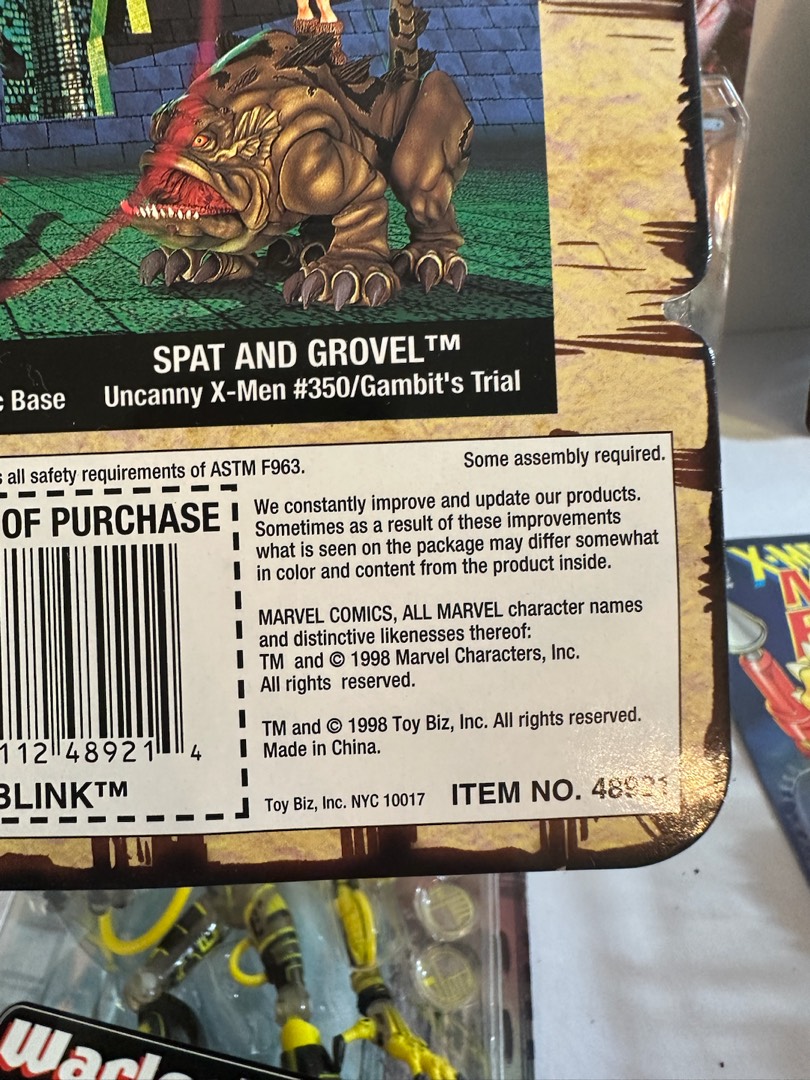 SPAT AND GROVEL™
Base
Uncanny X-Men #350/Gambit's Trial
all safety requirements of ASTM F963.
Some assembly required.
OF PURCHASE
We constantly improve and update our products.
Sometimes as a result of these improvements
what is seen on the package may differ somewhat
in color and content from the product inside.
MARVEL COMICS, ALL MARVEL character names
and distinctive likenesses thereof:
TM and © 1998 Marvel Characters, Inc.
All rights reserved.
TM and © 1998 Toy Biz, Inc. All rights reserved.
Made in China.
112 48921 4
BLINK™
Toy Biz, Inc. NYC 10017
ITEM NO. 48921